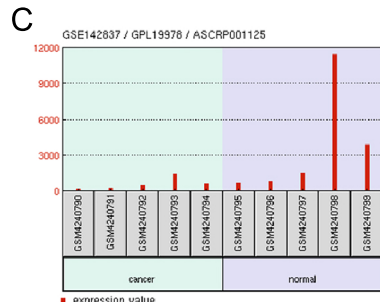 C
GSE142837 / GPL19978 / ASCRP001125
12000
9000
6000
3000
0
GSM4240790
GSM4240791
GSM4240792
GSM4240793
GSM4240794
GSM4240795
GSM4240796
GSM4240797
GSM4240798
GSM4240799
cancer normal
expression value